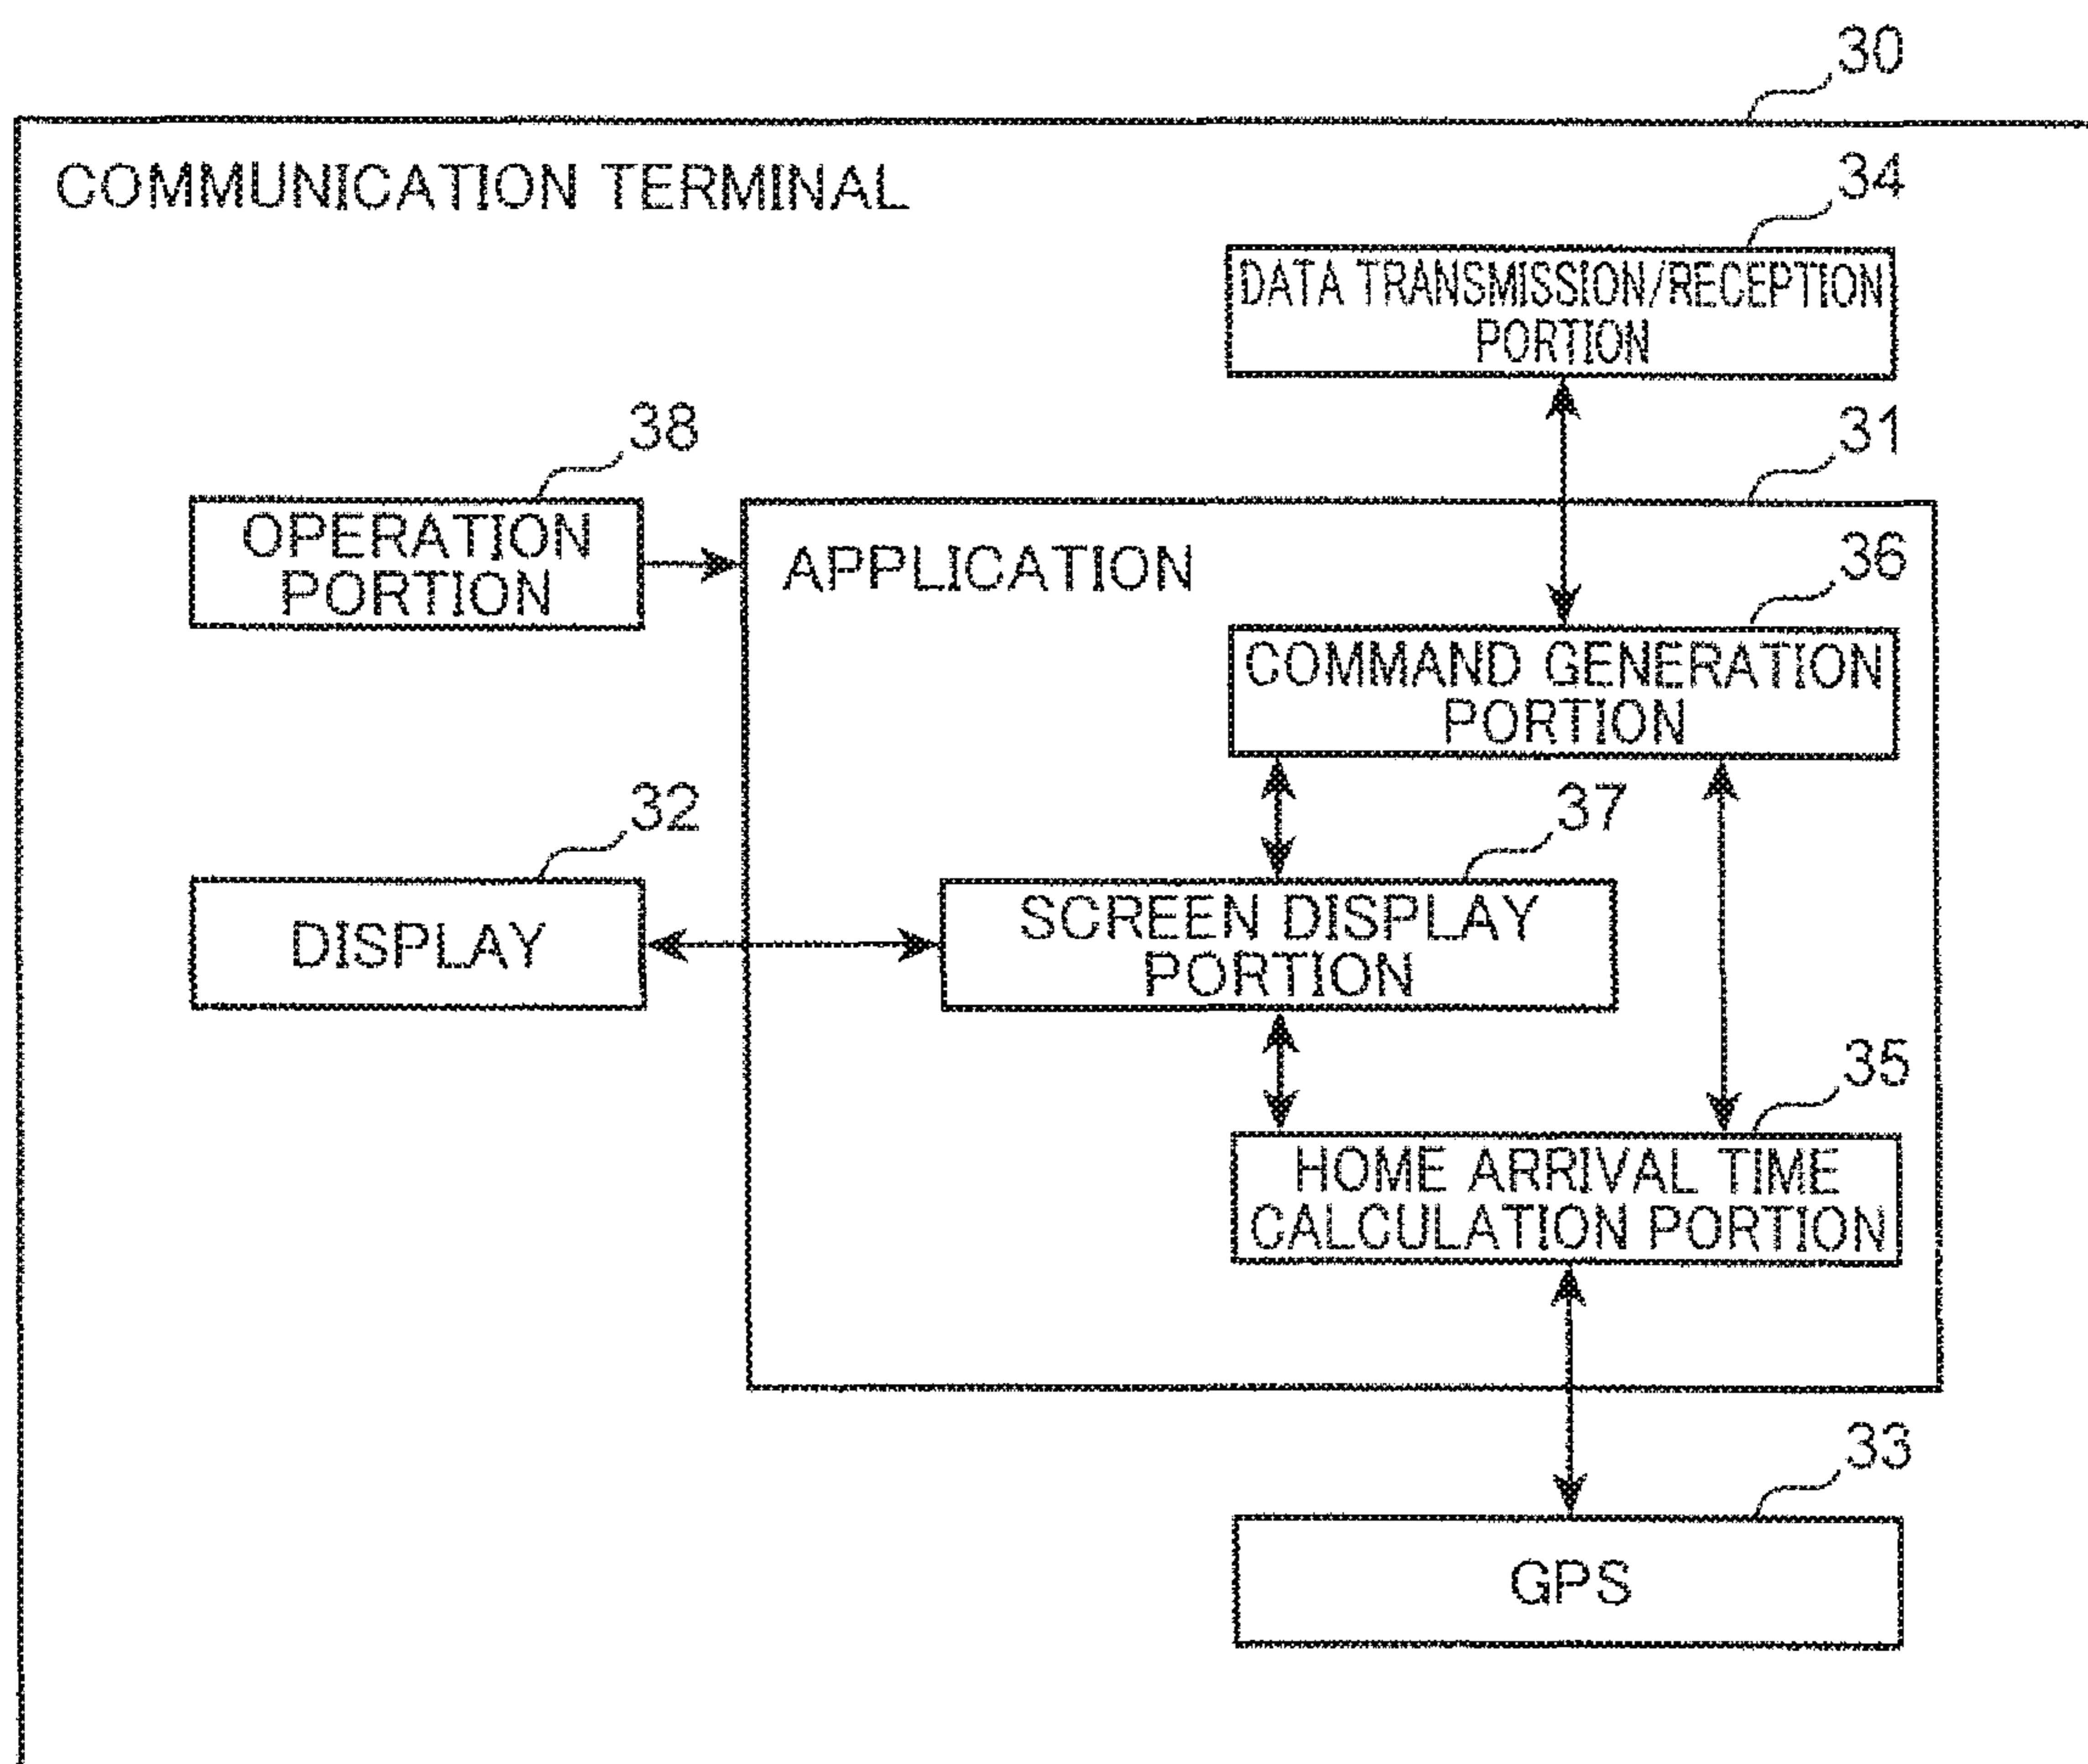 30
COMMUNICATION TERMINAL
34
DATA TRANSMISSION/RECEPTION
PORTION
38
31
OPERATION
PORTION
APPLICATION
36
COMMAND GENERATION
PORTION
32
37
DISPLAY
SCREEN DISPLAY
PORTION
35
HOME ARRIVAL TIME
CALCULATION PORTION
33
GPS